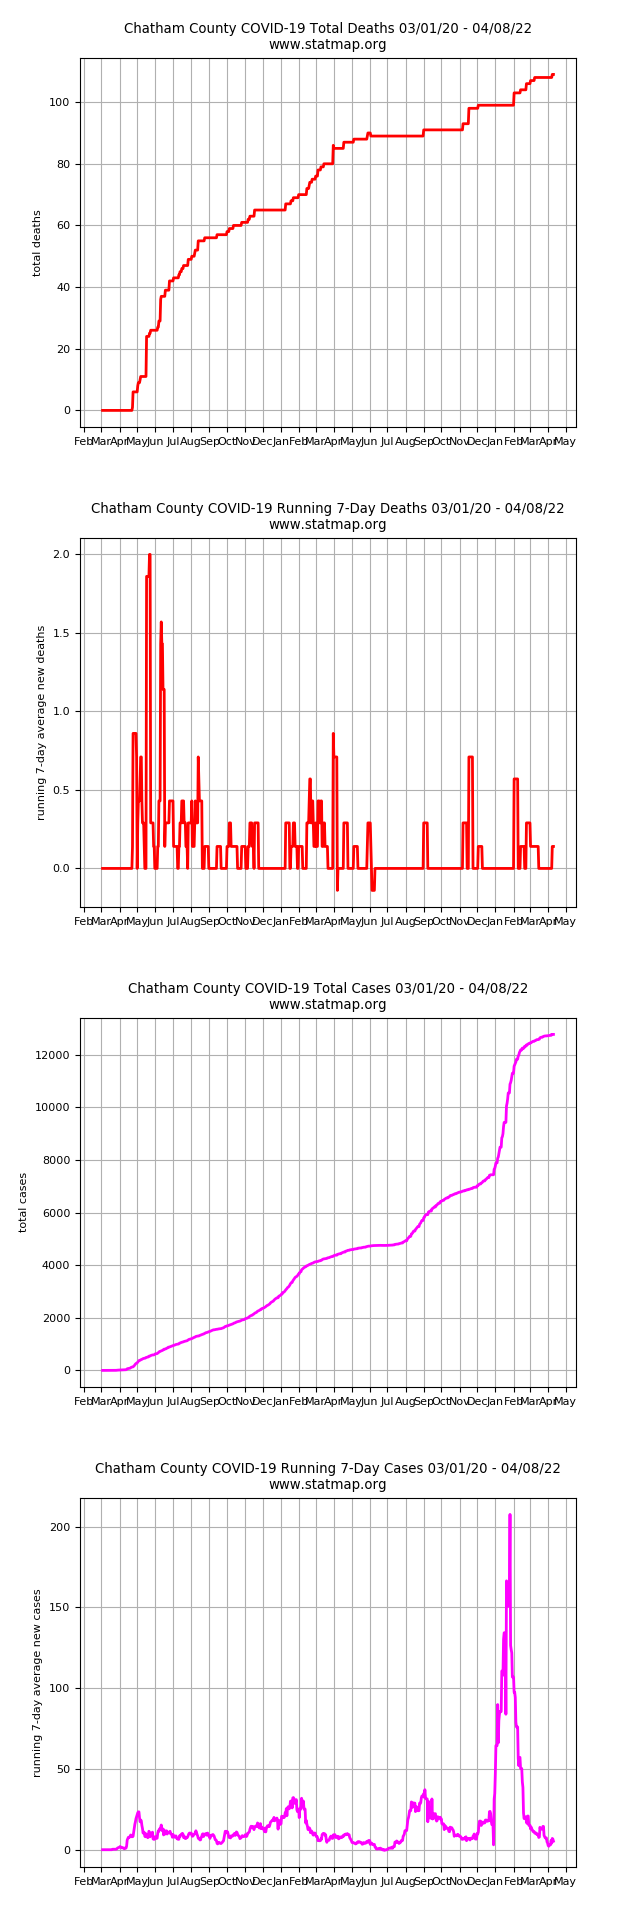 Chatham County COVID-19 Total Deaths 03/01/20 - 04/08/22
www.statmap.org
100
80
60
40
20
0
total deaths
Feb Mar Apr May Jun Jul Aug Sep Oct Nov Dec Jan Feb Mar Apr May Jun Jul Aug Sep Oct Nov Dec Jan Feb Mar Apr May
Chatham County COVID-19 Running 7-Day Deaths 03/01/20 - 04/08/22
www.statmap.org
2.0
1.5
1.0
0.5
0.0
running 7-day average new deaths
Feb Mar Apr May Jun Jul Aug Sep Oct Nov Dec Jan Feb Mar Apr May Jun Jul Aug Sep Oct Nov Dec Jan Feb Mar Apr May
Chatham County COVID-19 Total Cases 03/01/20 - 04/08/22
www.statmap.org
12000
10000
8000
6000
4000
2000
0
total cases
Feb Mar Apr May Jun Jul Aug Sep Oct Nov Dec Jan Feb Mar Apr May Jun Jul Aug Sep Oct Nov Dec Jan Feb Mar Apr May
Chatham County COVID-19 Running 7-Day Cases 03/01/20 - 04/08/22
www.statmap.org
200
150
100
50
0
running 7-day average new cases
Feb Mar Apr May Jun Jul Aug Sep Oct Nov Dec Jan Feb Mar Apr May Jun Jul Aug Sep Oct Nov Dec Jan Feb Mar Apr May